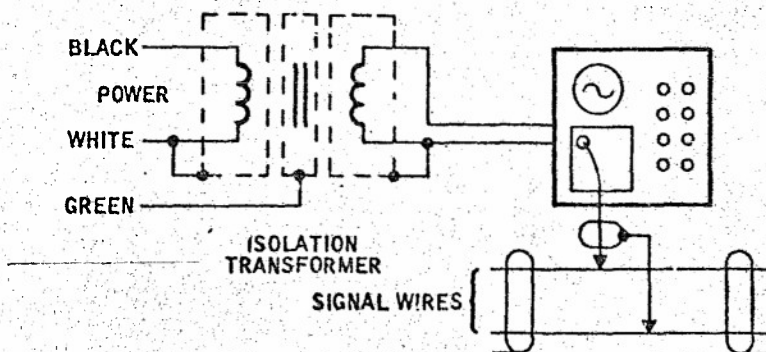 BLACK
POWER
WHITE
GREEN
ISOLATION
TRANSFORMER
SIGNAL WIRES